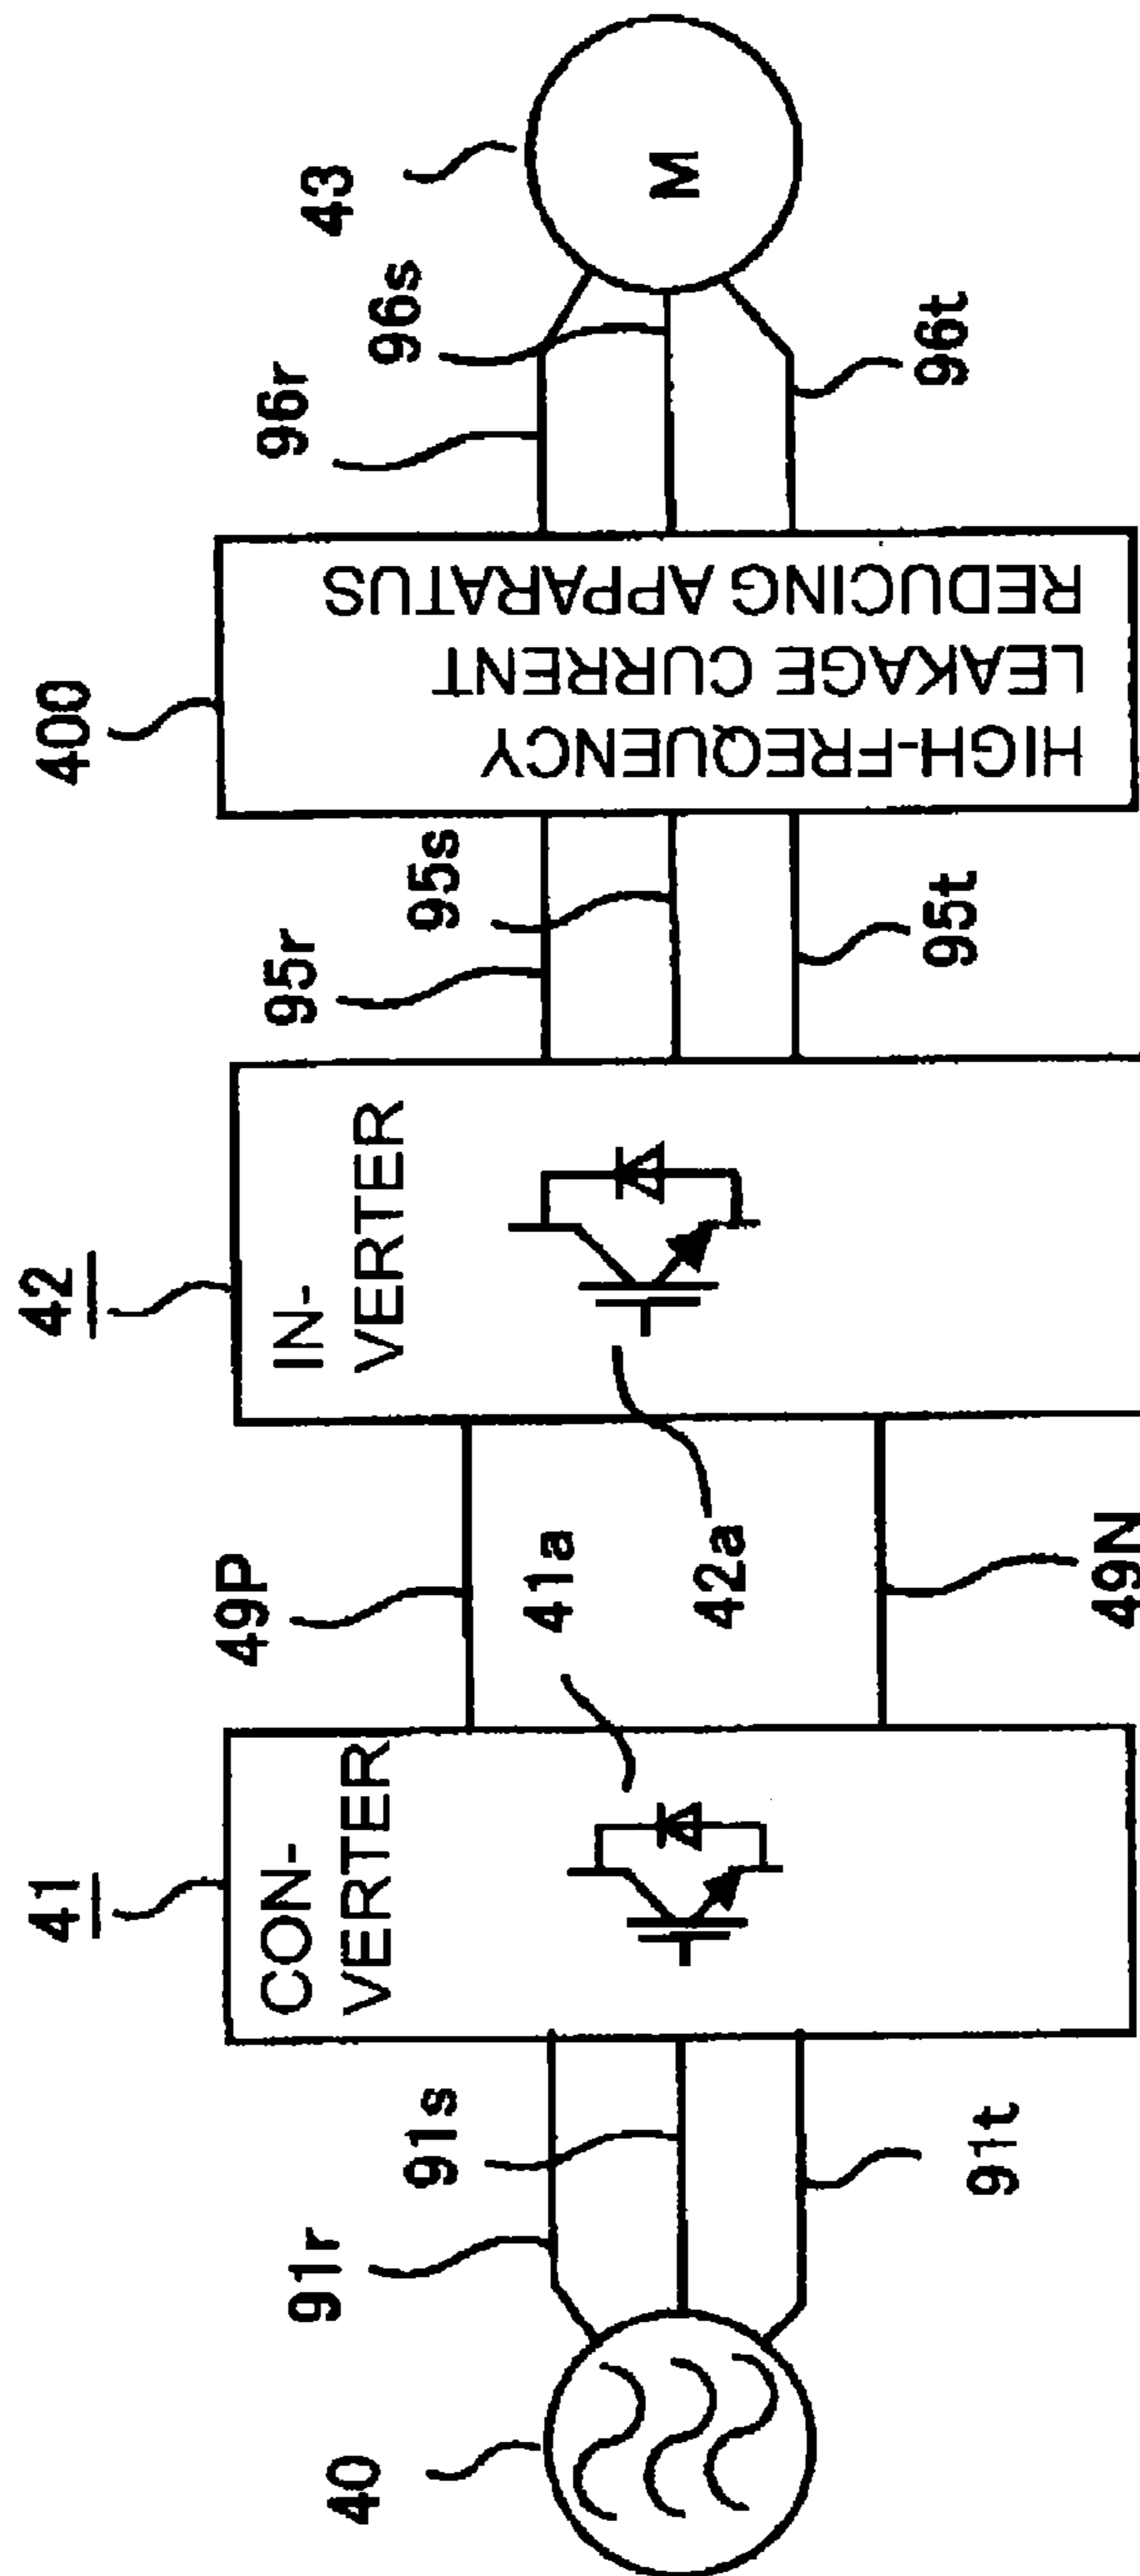 40
91r
91s
91t
41
CON-
VERTER
41a
49P
49N
42
IN-
VERTER
42a
95r
95s
95t
400
HIGH-FREQUENCY
LEAKAGE CURRENT
REDUCING APPARATUS
96r
96s
96t
43
M